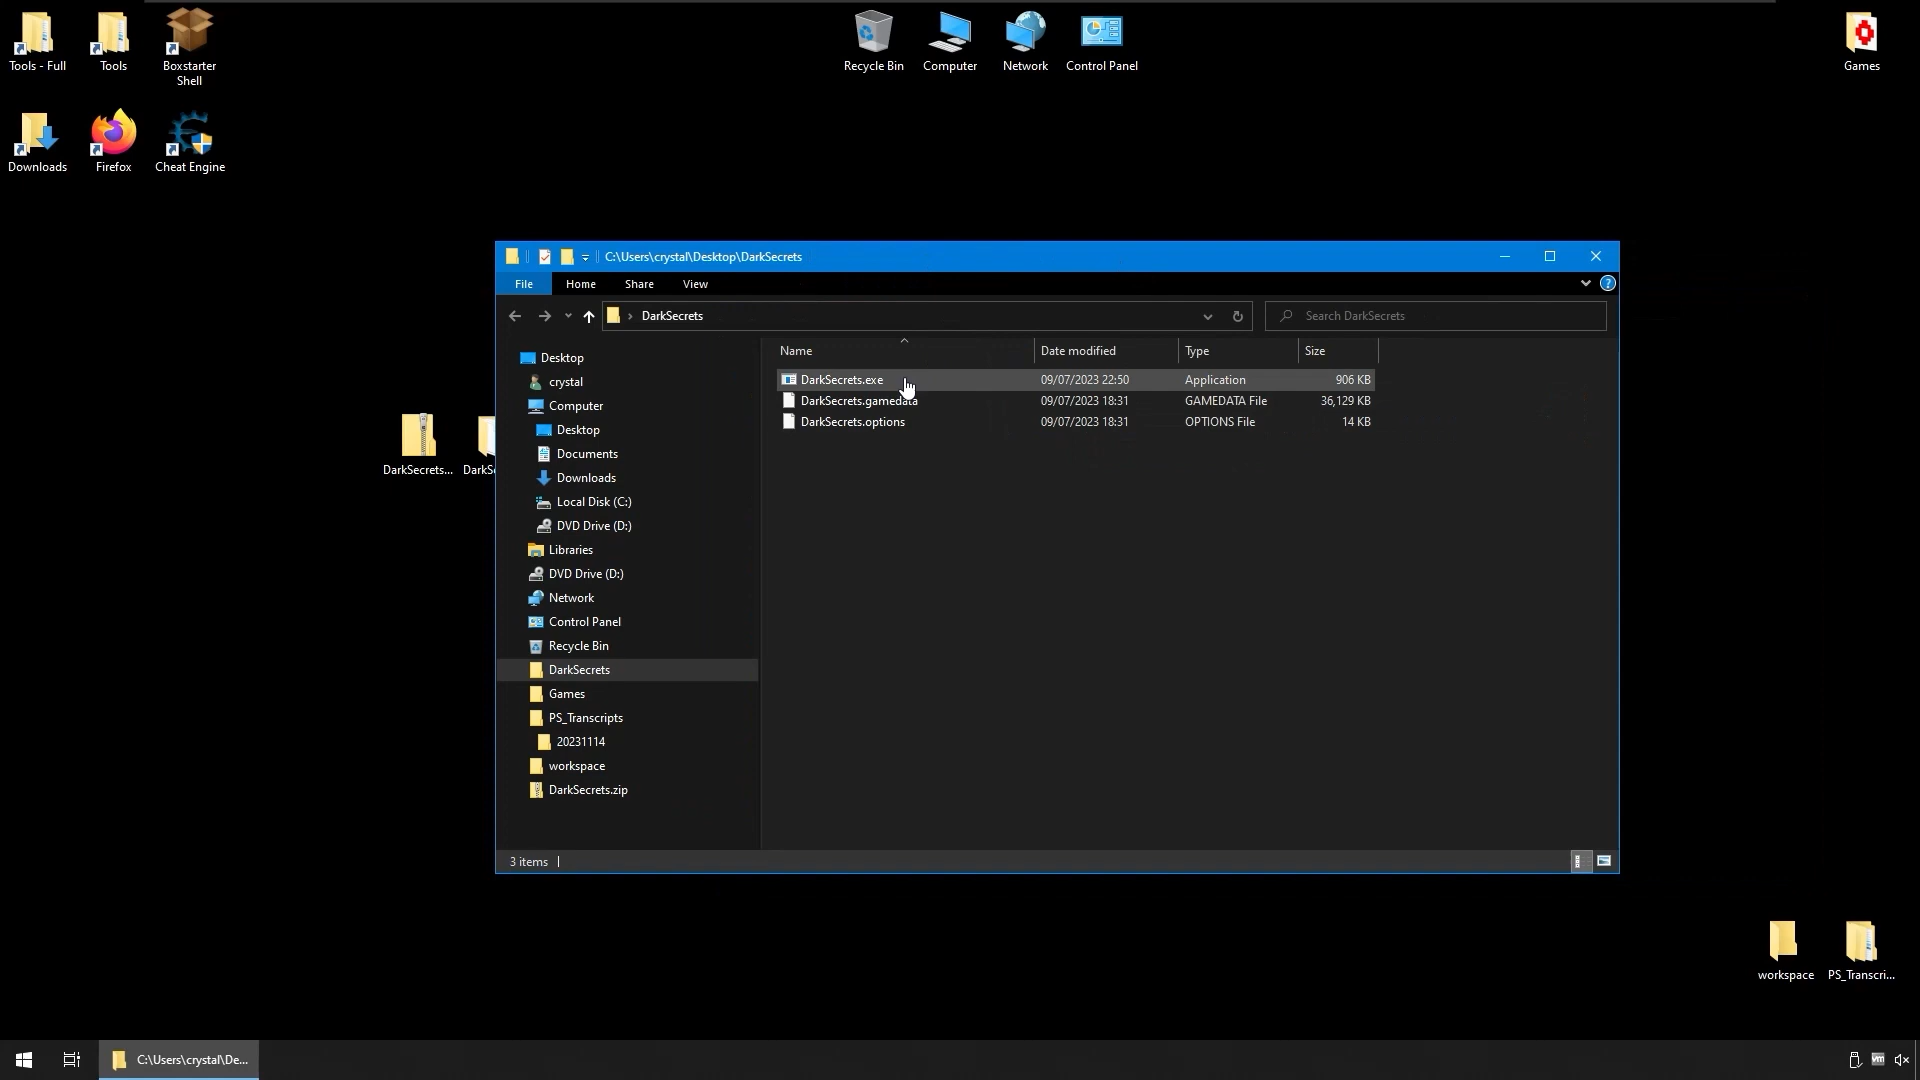 Tools - Full
Tools
Boxstarter
Shell
Recycle Bin
Computer
Network
Control Panel
Games
Downloads
Firefox
Cheat Engine
C:\Users\crystal\Desktop\DarkSecrets
File
Home
Share
View
DarkSecrets
Search DarkSecrets
Name
Date modified
Type
Size
DarkSecrets.exe 09/07/2023 22:50 Application 906 KB
DarkSecrets.gamedata 09/07/2023 18:31 GAMEDATA File 36,129 KB
DarkSecrets.options 09/07/2023 18:31 OPTIONS File 14 KB
Desktop
crystal
Computer
Desktop
Documents
Downloads
Local Disk (C:)
DVD Drive (D:)
Libraries
DVD Drive (D:)
Network
Control Panel
Recycle Bin
DarkSecrets
Games
PS_Transcripts
20231114
workspace
DarkSecrets.zip
3 items
DarkSecrets...
DarkSe
workspace
PS_Transcri...
C:\Users\crystal\De...
vm